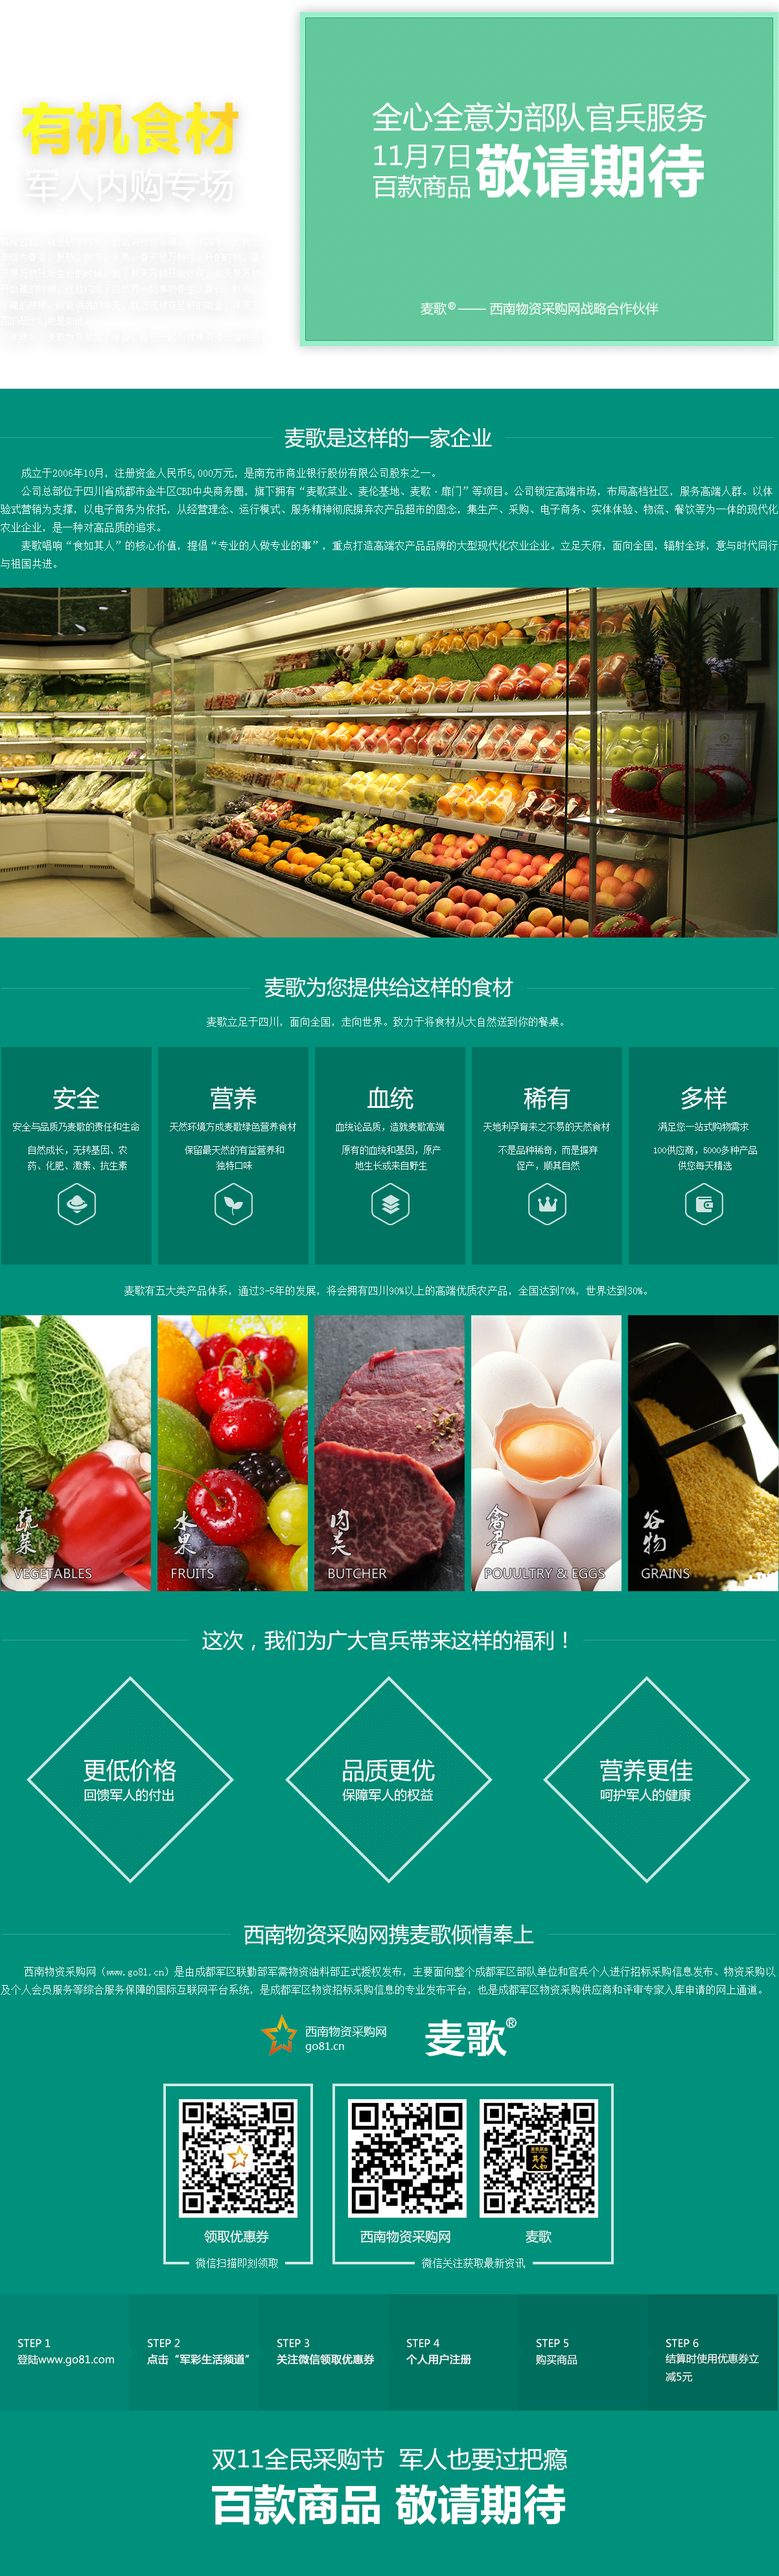 有机食材
军人内购专场
全心全意为部队官兵服务
11月7日
百款商品
敬请期待
麦歌®—— 西南物资采购网战略合作伙伴
麦歌是这样的一家企业
成立于2006年10月，注册资金人民币5,000万元，是南充市商业银行股份有限公司股东之一。
公司总部位于四川省成都市金牛区CBD中央商务圈，旗下拥有“麦歌菜业、麦伦基地、麦歌·廚门”等项目。公司锁定高端市场，布局高档社区，服务高端人群。以体
验式营销为支撑，以电子商务为依托，从经营理念、运行模式、服务精神彻底摒弃农产品超市的固念，集生产、采购、电子商务、实体体验、物流、餐饮等为一体的现代化
农业企业，是一种对高品质的追求。
麦歌唱响“食如其人”的核心价值，提倡“专业的人做专业的事”，重点打造高端农产品品牌的大型现代化农业企业。立足天府，面向全国，辐射全球，意与时代同行
与祖国共进。
麦歌为您提供给这样的食材
麦歌立足于四川，面向全国，走向世界。致力于将食材从大自然送到你的餐桌。
安全
安全与品质乃麦歌的责任和生命
自然成长，无转基因、农
药、化肥、激素、抗生素
营养
天然环境方成麦歌绿色营养食材
保留最天然的有益营养和
独特口味
血统
血统论品质，造就麦歌高端
原有的血统和基因，原产
地生长或来自野生
稀有
天地利孕育来之不易的天然食材
不是品种稀奇，而是摒弃
促产，顺其自然
多样
满足您一站式购物需求
100供应商，5000多种产品
供您每天精选
麦歌有五大类产品体系，通过3-5年的发展，将会拥有四川90%以上的高端优质农产品，全国达到70%，世界达到30%。
蔬菜
VEGETABLES
水果
FRUITS
肉类
BUTCHER
禽蛋
POUULTRY & EGGS
谷物
GRAINS
这次，我们为广大官兵带来这样的福利！
更低价格
回馈军人的付出
品质更优
保障军人的权益
营养更佳
呵护军人的健康
西南物资采购网携麦歌倾情奉上
西南物资采购网（www.go81.cn）是由成都军区联勤部军需物资油料部正式授权发布，主要面向整个成都军区部队单位和官兵个人进行招标采购信息发布、物资采购以
及个人会员服务等综合服务保障的国际互联网平台系统，是成都军区物资招标采购信息的专业发布平台，也是成都军区物资采购供应商和评审专家入库申请的网上通道。
西南物资采购网
go81.cn
麦歌®
领取优惠券
微信扫描即刻领取
西南物资采购网
麦歌
微信关注获取最新资讯
STEP 1
登陆www.go81.com
STEP 2
点击“军彩生活频道”
STEP 3
关注微信领取优惠券
STEP 4
个人用户注册
STEP 5
购买商品
STEP 6
结算时使用优惠券立
减5元
双11全民采购节 军人也要过把瘾
百款商品 敬请期待